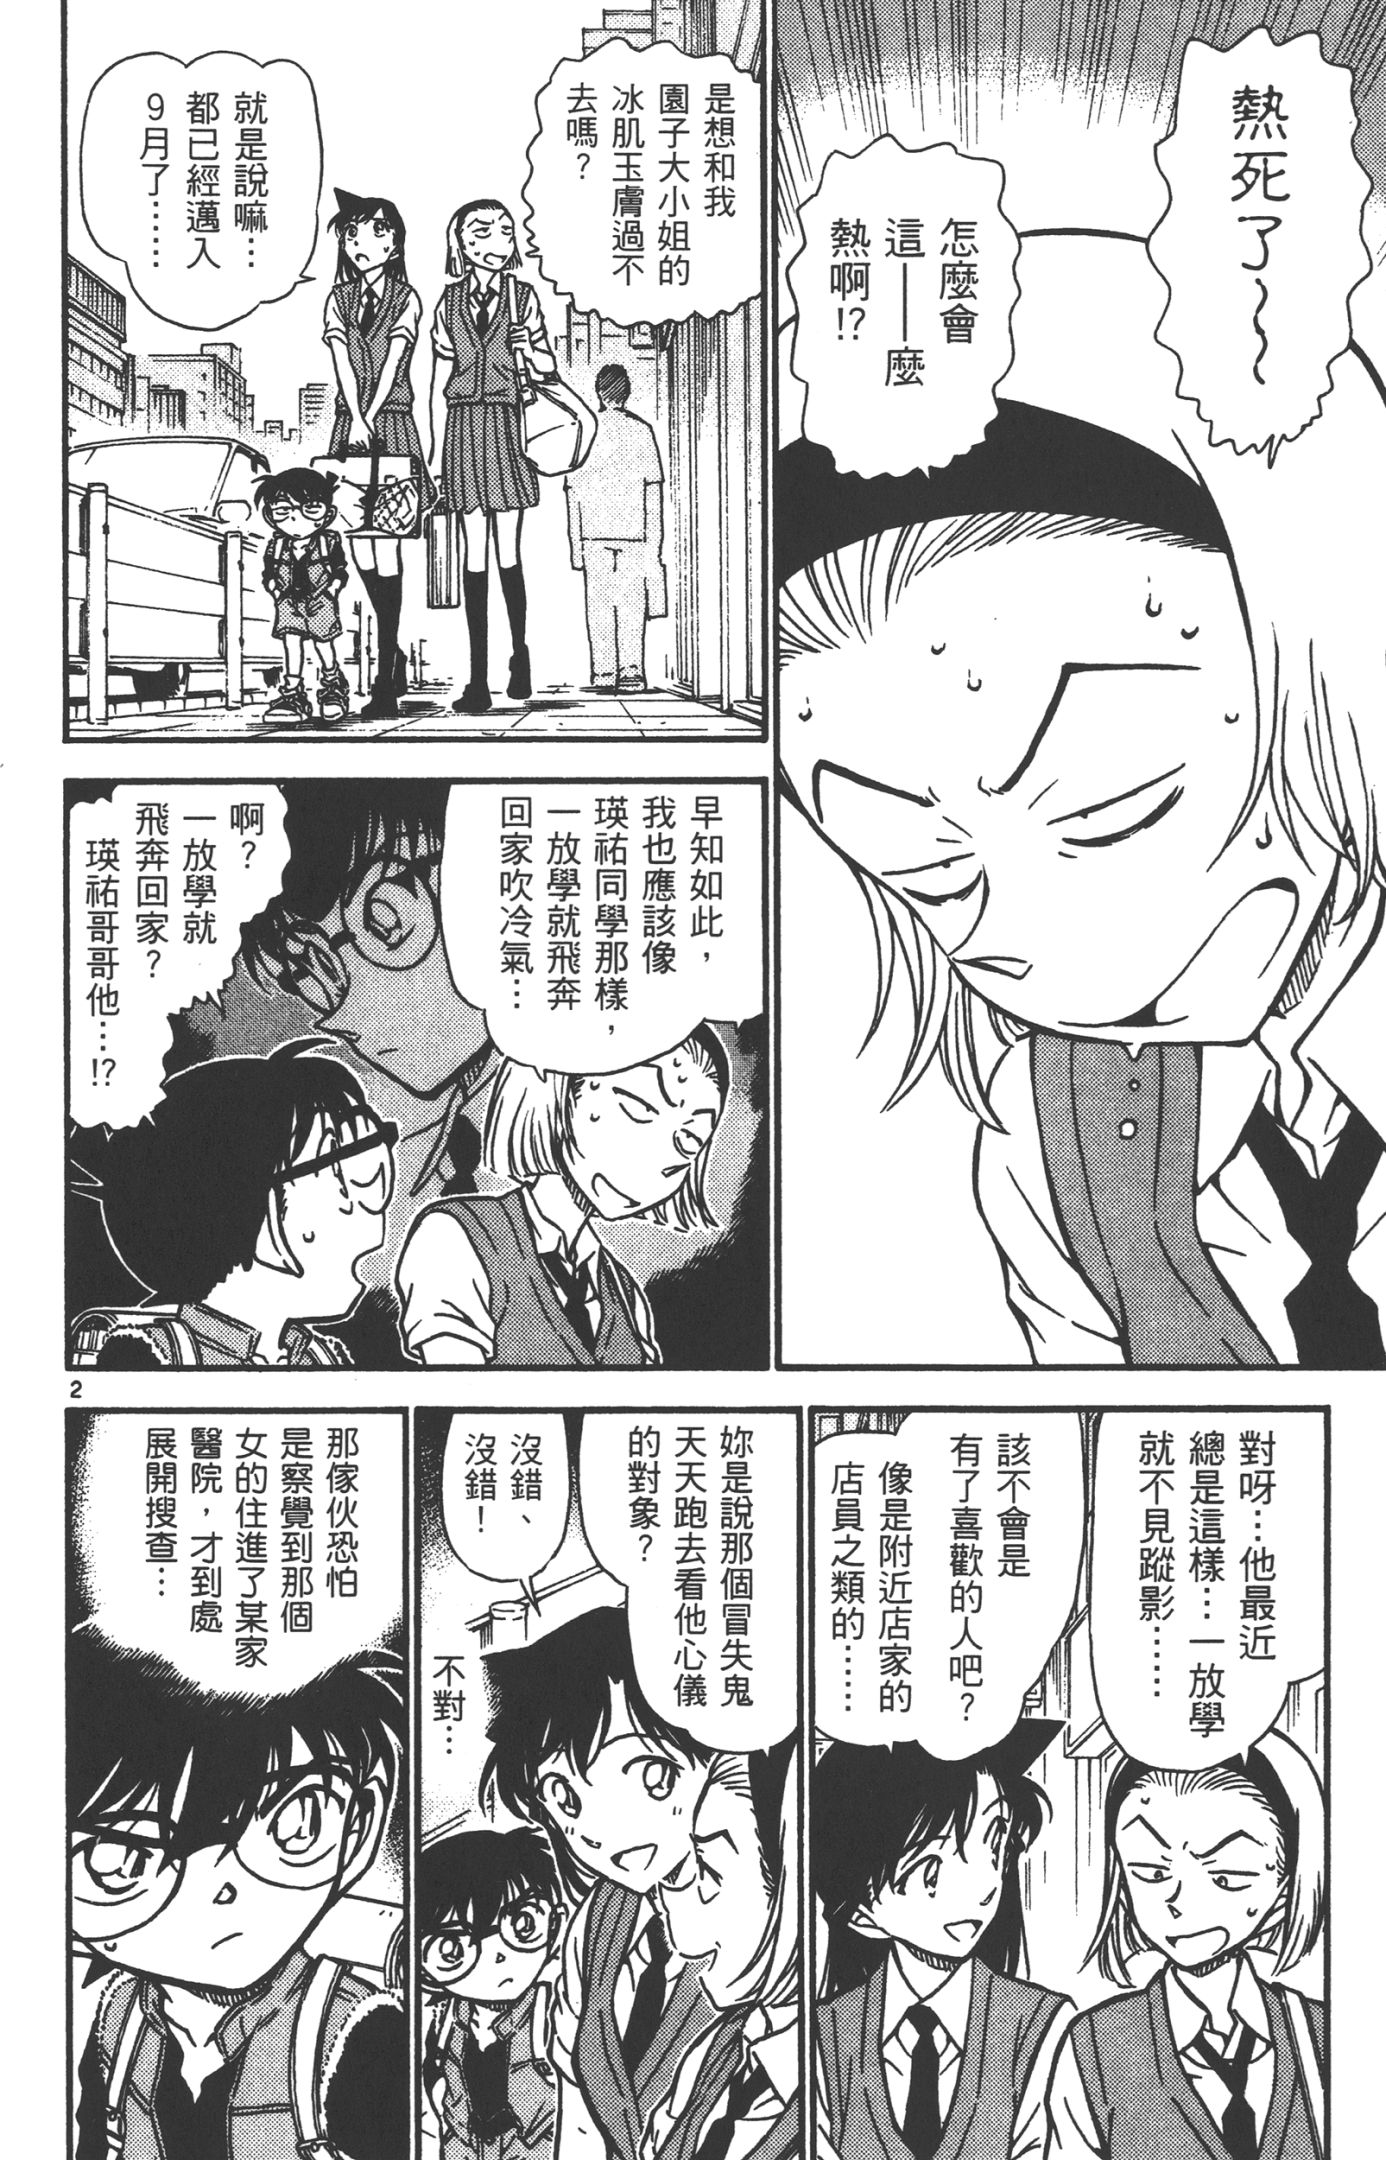 熱死了～～
怎麼會
這——麼
熱啊!?
是想和我
園子大小姐的
冰肌玉膚過不
去嗎？
就是說嘛…
都已經邁入
9月了……
早知如此，
我也應該像
瑛祐同學那樣，
一放學就飛奔
回家吹冷氣…
啊？
一放學就
飛奔回家？
瑛祐哥哥他…!?
對呀…他最近
總是這樣…一放學
就不見蹤影……
該不會是
有了喜歡的人吧？
像是附近店家的
店員之類的……
妳是說那個冒失鬼
天天跑去看他心儀
的對象？
沒錯、
沒錯！
不對…
那傢伙恐怕
是察覺到那個
女的住進了某家
醫院，才到處
展開搜查…
2